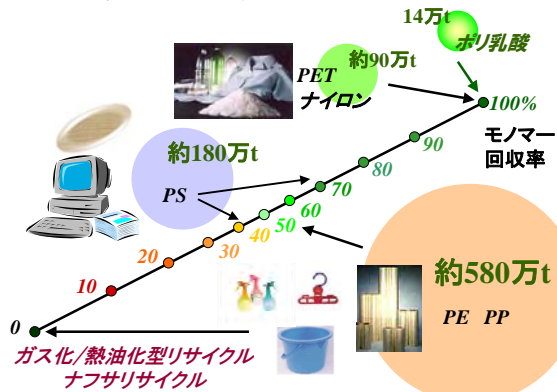 14万t
ポリ乳酸
約90万t
PET
ナイロン
100%
モノマー
回収率
90
80
70
60
50
40
30
20
10
0
約180万t
PS
約580万t
PE PP
ガス化/熱油化型リサイクル
ナフサリサイクル